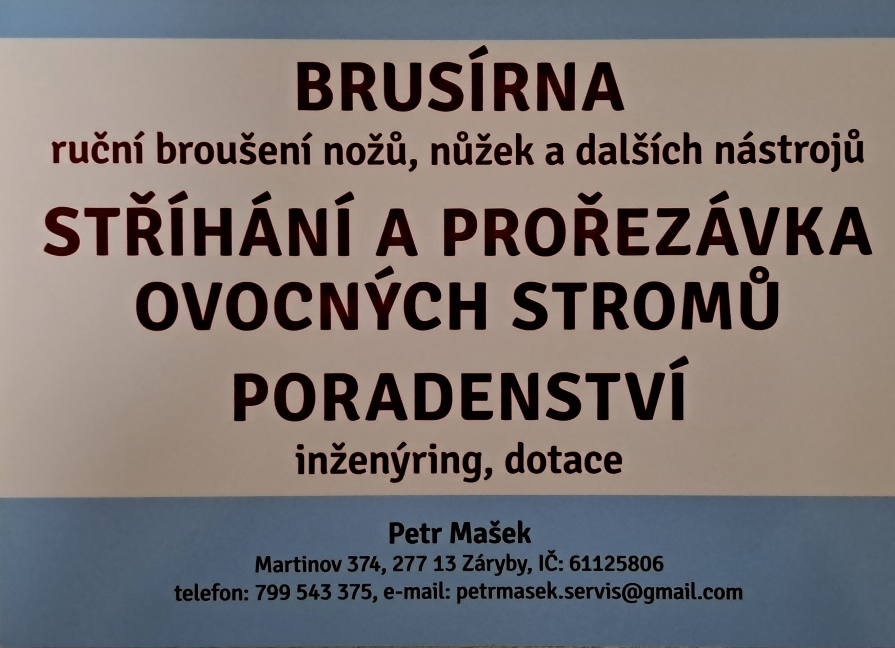 BRUSÍRNA
ruční broušení nožů, nůžek a dalších nástrojů
STŘÍHÁNÍ A PROŘEZÁVKA
OVOCNÝCH STROMŮ
PORADENSTVÍ
inženýring, dotace
Petr Mašek
Martinov 374, 277 13 Záryby, IČ: 61125806
telefon: 799 543 375, e-mail: petrmasek.servis@gmail.com